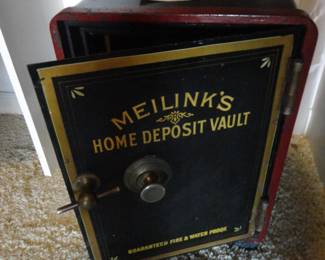 MEILINK'S
HOME DEPOSIT VAULT
GUARANTEED FIRE & WATER PROOF